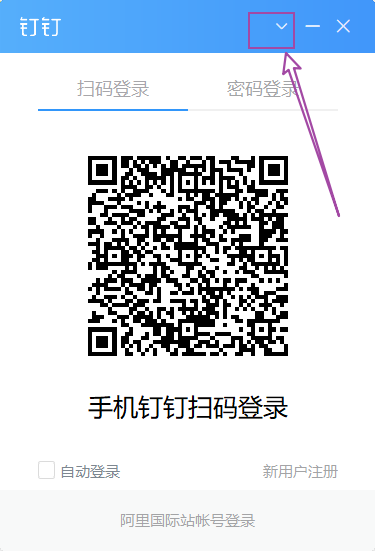 钉钉
扫码登录 密码登录
手机钉钉扫码登录
自动登录 新用户注册
阿里国际站帐号登录